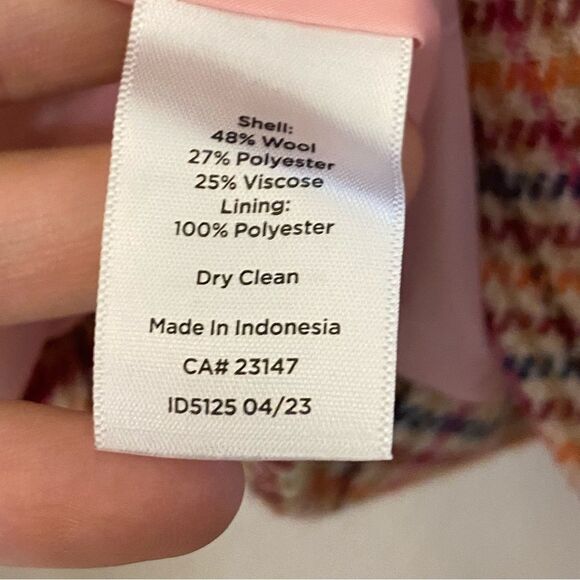 Shell:
48% Wool
27% Polyester
25% Viscose
Lining:
100% Polyester
Dry Clean
Made In Indonesia
CA# 23147
ID5125 04/23